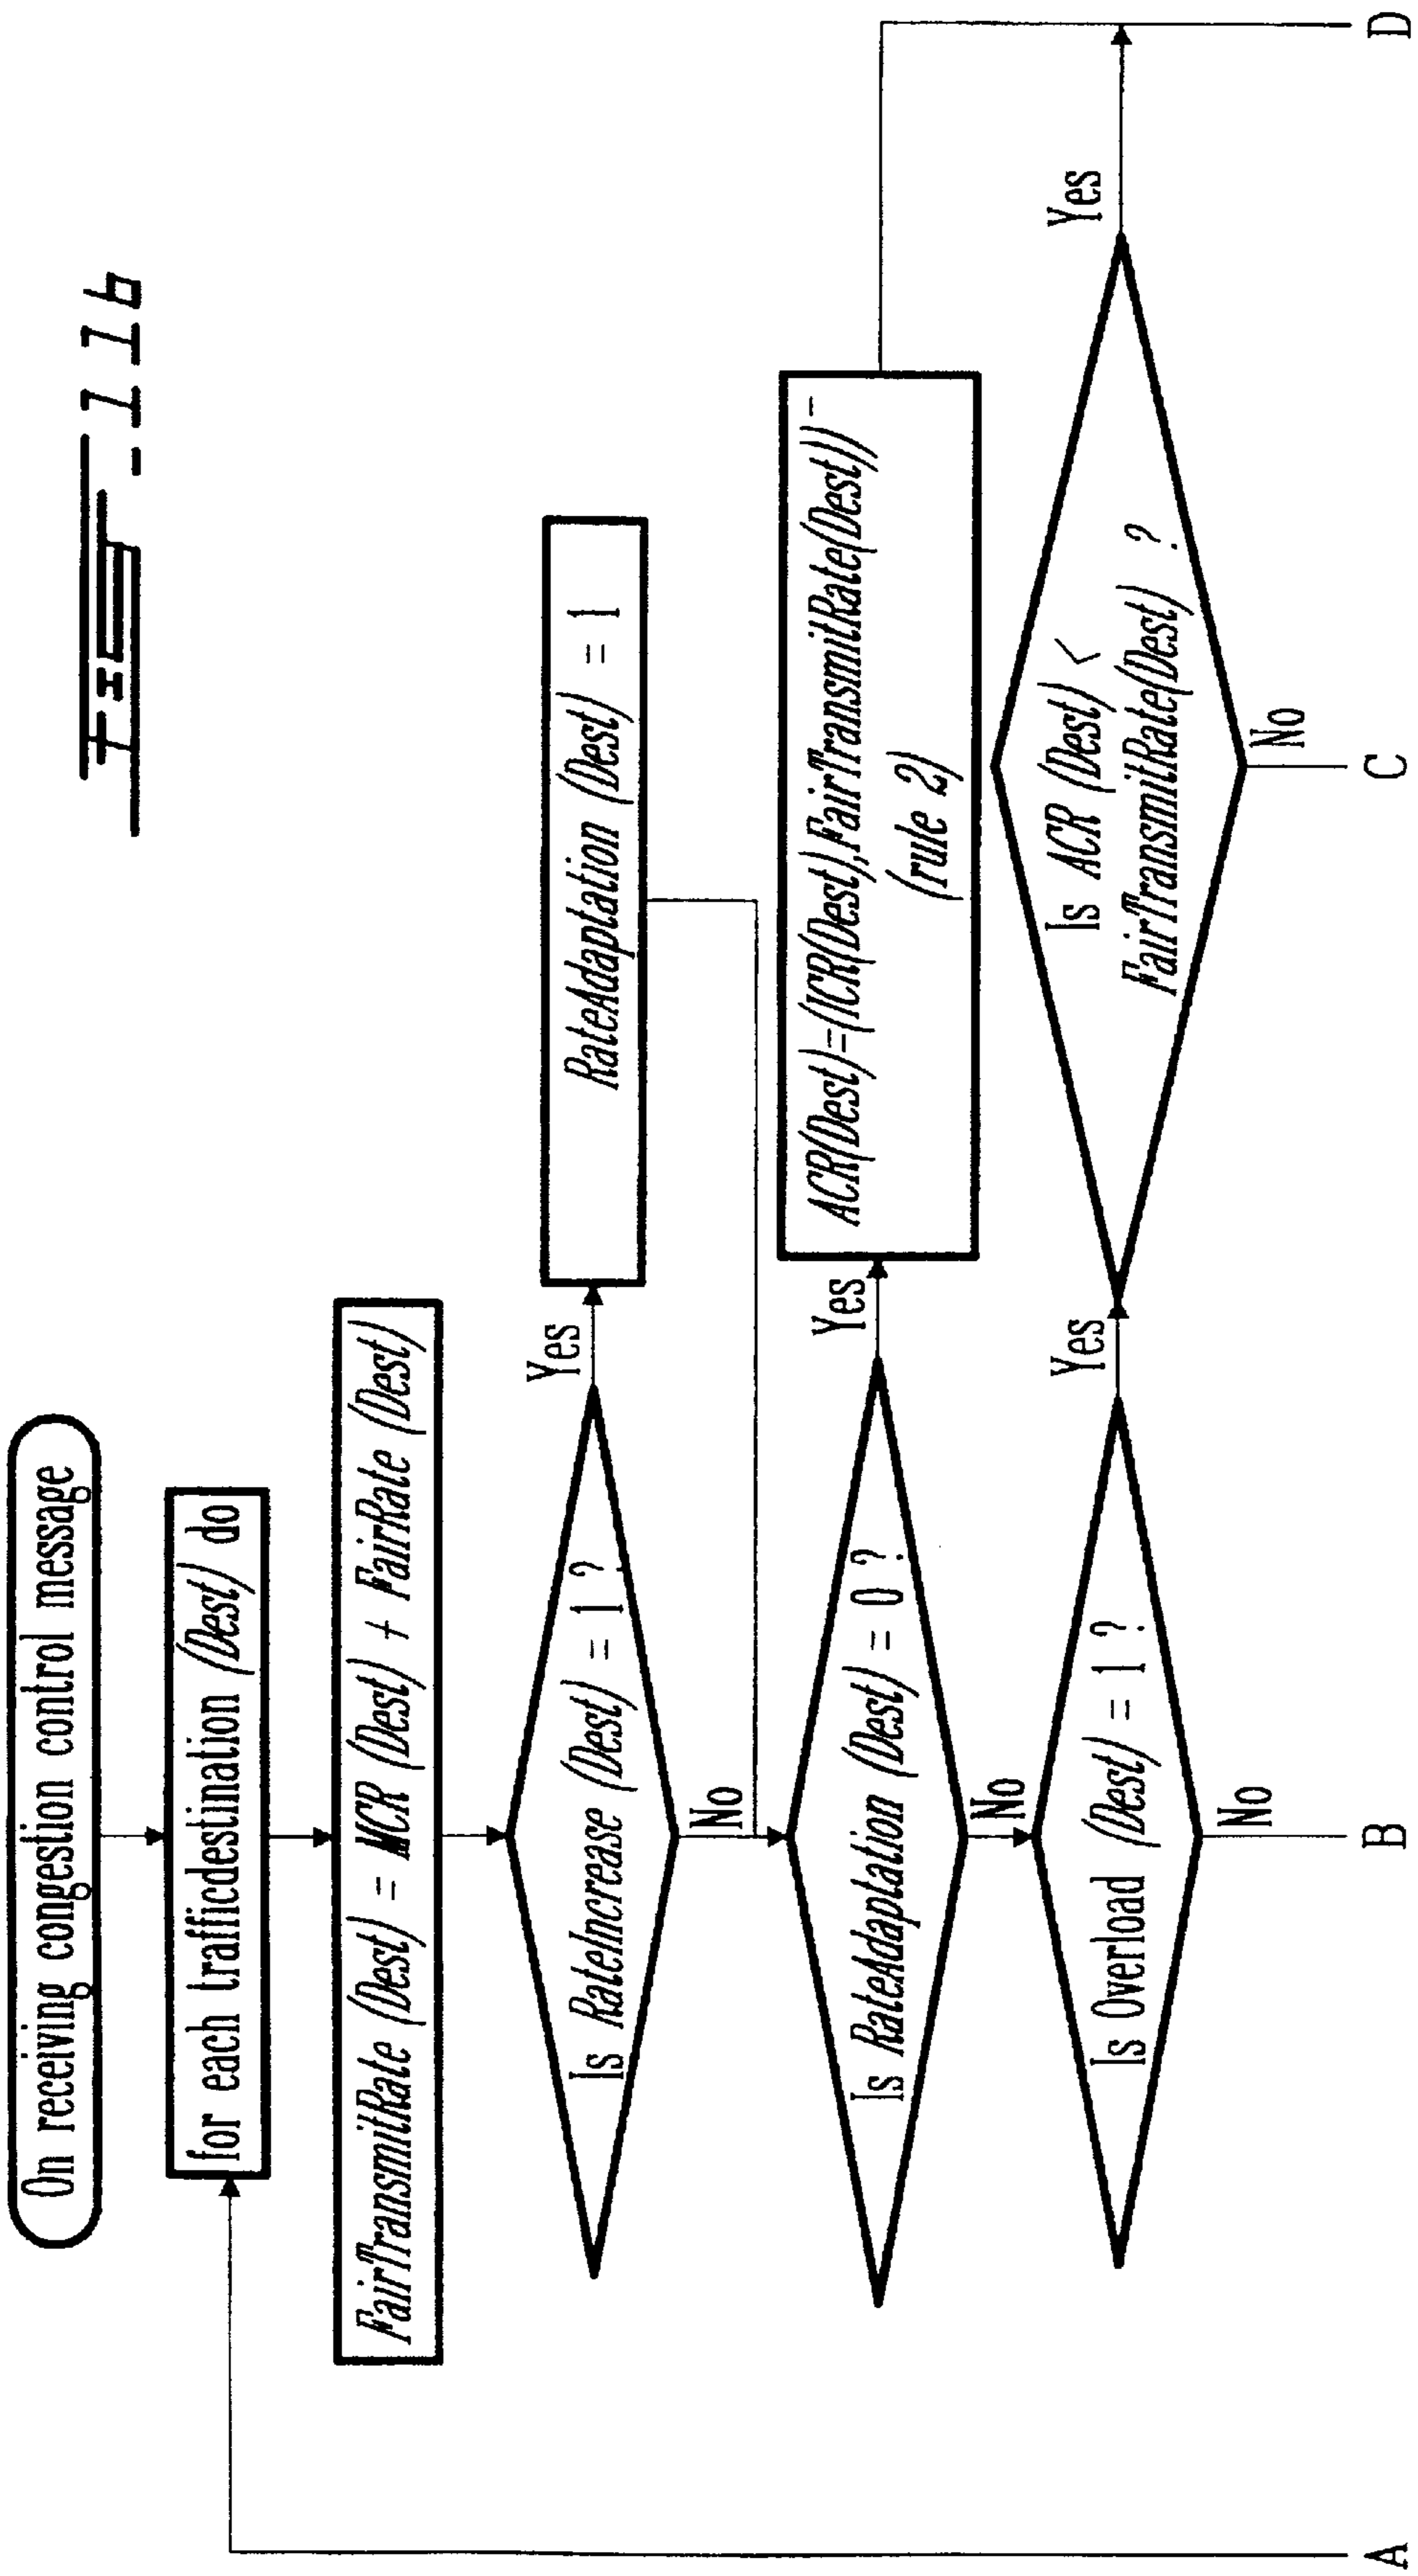 FIG-11b
On receiving congestion control message
for each trafficdestination (Dest) do
FairTransmitRate (Dest) = MCR (Dest) + FairRate (Dest)
Is RateIncrease (Dest) = 1 ?
Yes
RateAdaptation (Dest) = 1
No
Is RateAdaptation (Dest) = 0 ?
Yes
ACR(Dest)=(ICR(Dest),FairTransmitRate(Dest))-
(rule 2)
No
Is Overload (Dest) = 1 ?
Yes
Is ACR (Dest) <
FairTransmitRate(Dest) ?
Yes
No
No
A
B
C
D